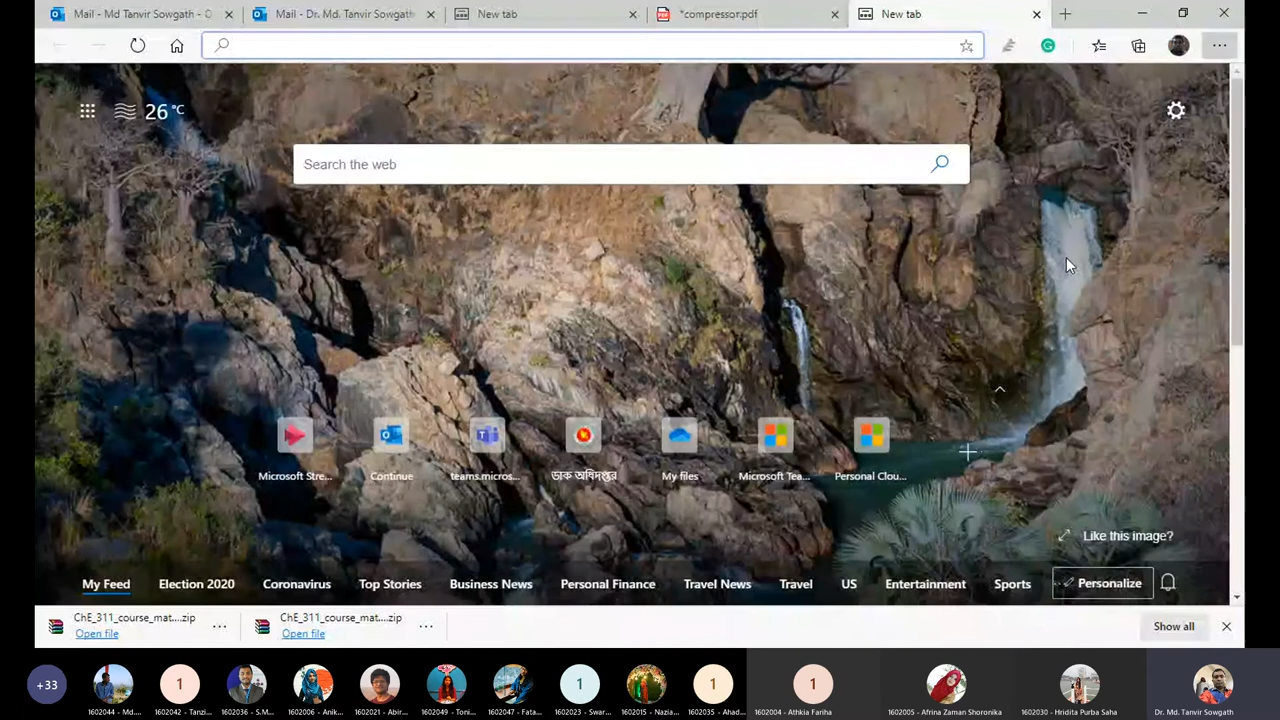 Mail - Md Tanvir Sowgath - O
Mail - Dr. Md. Tanvir Sowgath
New tab
*compressor.pdf
New tab
26 °C
Search the web
Microsoft Stre...
Continue
teams.micros...
ডাক অধিদপ্তর
My files
Microsoft Tea...
Personal Clou...
Like this image?
My Feed
Election 2020
Coronavirus
Top Stories
Business News
Personal Finance
Travel News
Travel
US
Entertainment
Sports
Personalize
ChE_311_course_mat....zip
Open file
ChE_311_course_mat....zip
Open file
Show all
+33
1
1
1
1
1
1602044 - Md....
1602042 - Tanzi...
1602036 - S.M...
1602006 - Anik...
1602021 - Abir...
1602049 - Toni...
1602047 - Fata...
1602023 - Swar...
1602015 - Nazia...
1602035 - Ahad...
1602004 - Athkia Fariha
1602005 - Afrina Zaman Shoronika
1602030 - Hridita Purba Saha
Dr. Md. Tanvir Sowgath